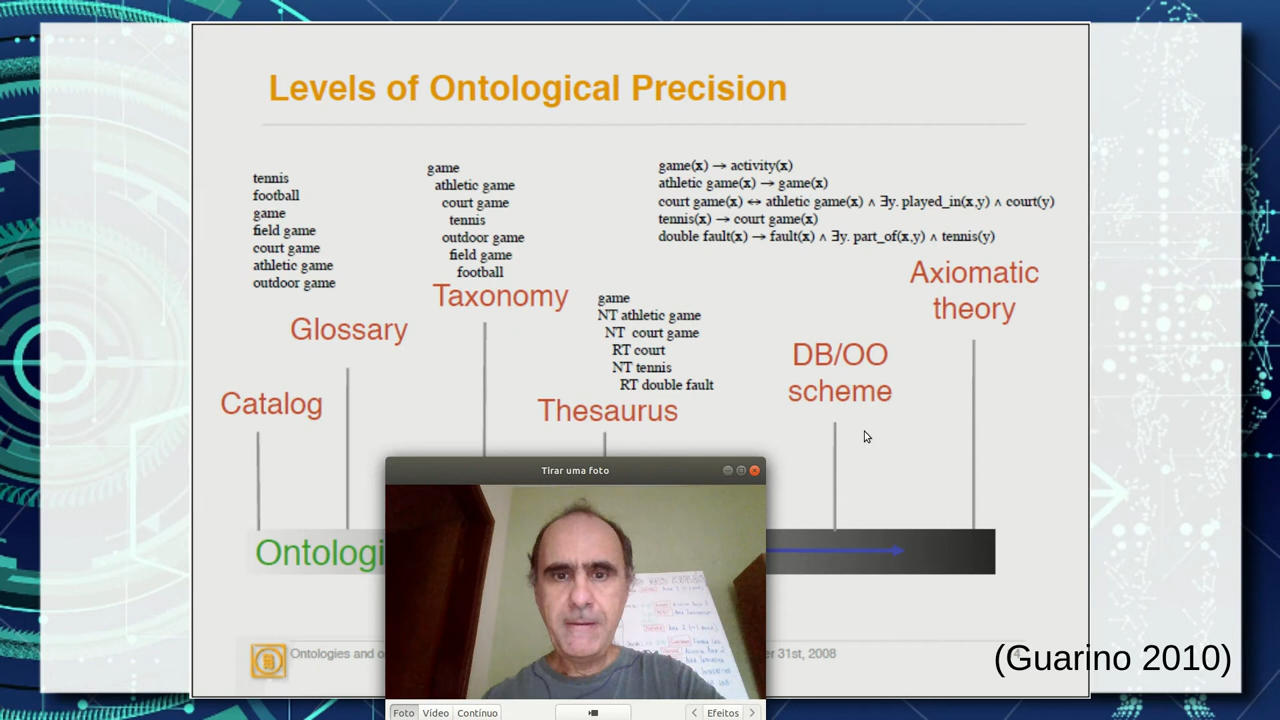 Levels of Ontological Precision
tennis
football
game
field game
court game
athletic game
outdoor game
game
athletic game
court game
tennis
outdoor game
field game
football
game(x) → activity(x)
athletic game(x) → game(x)
court game(x) ↔ athletic game(x) ∧ ∃y. played_in(x,y) ∧ court(y)
tennis(x) → court game(x)
double fault(x) → fault(x) ∧ ∃y. part_of(x,y) ∧ tennis(y)
game
NT athletic game
NT court game
RT court
NT tennis
RT double fault
Catalog
Glossary
Taxonomy
Thesaurus
DB/OO
scheme
Axiomatic
theory
Tirar uma foto
Ontologi
Ontologies and o
31st, 2008
(Guarino 2010)
Foto Vídeo Contínuo Efeitos